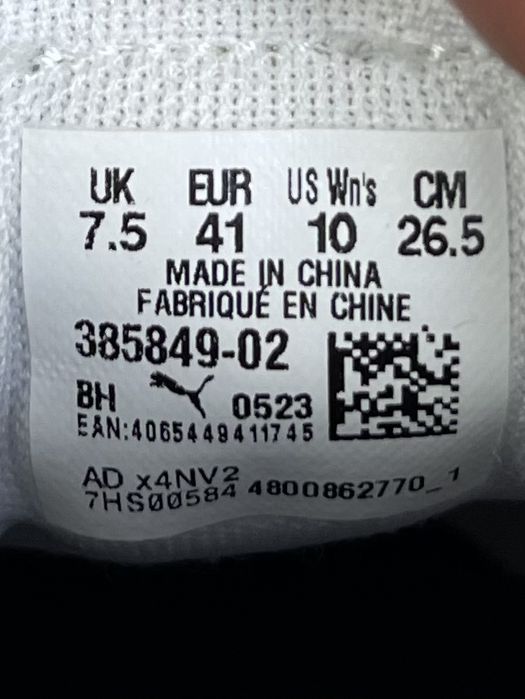 UK EUR US Wn's CM
7.5 41 10 26.5
MADE IN CHINA
FABRIQUÉ EN CHINE
385849-02
BH 0523
EAN:4065449411745
AD x4NV2
7HS00584 4800862770_1